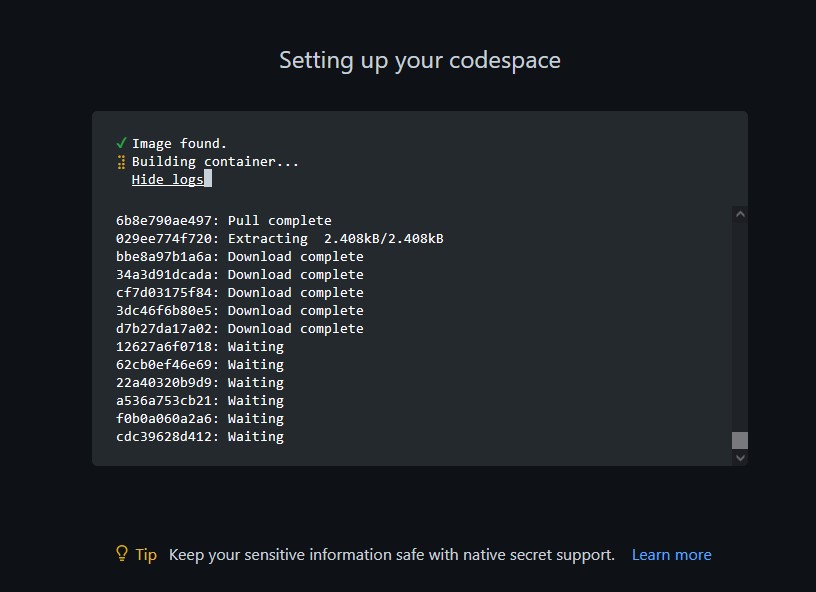 Setting up your codespace
✓ Image found.
Building container...
Hide logs
6b8e790ae497: Pull complete
029ee774f720: Extracting  2.408kB/2.408kB
bbe8a97b1a6a: Download complete
34a3d91dcada: Download complete
cf7d03175f84: Download complete
3dc46f6b80e5: Download complete
d7b27da17a02: Download complete
12627a6f0718: Waiting
62cb0ef46e69: Waiting
22a40320b9d9: Waiting
a536a753cb21: Waiting
f0b0a060a2a6: Waiting
cdc39628d412: Waiting
Tip Keep your sensitive information safe with native secret support. Learn more